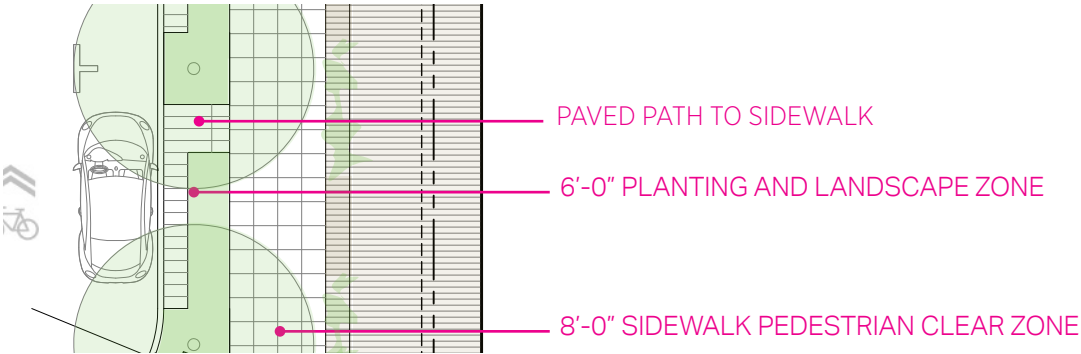 PAVED PATH TO SIDEWALK
6'-0" PLANTING AND LANDSCAPE ZONE
8'-0" SIDEWALK PEDESTRIAN CLEAR ZONE